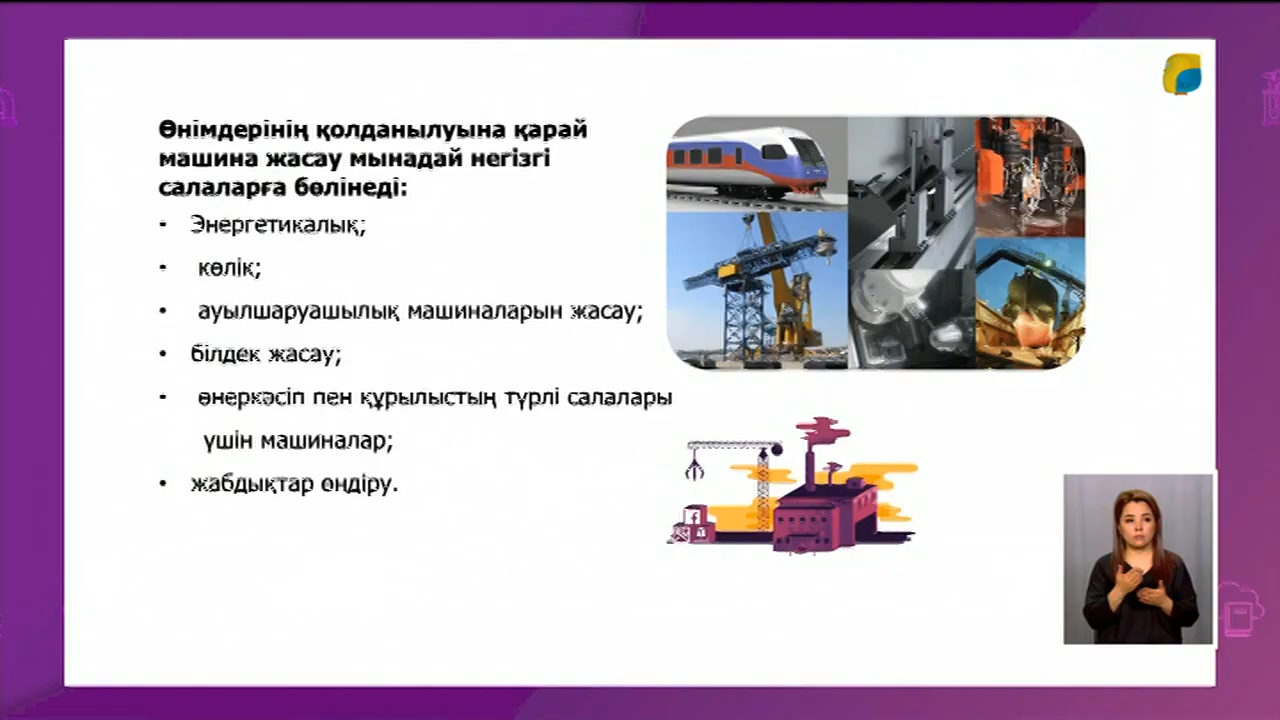 Өнімдерінің қолданылуына қарай
машина жасау мынадай негізгі
салаларға бөлінеді:
• Энергетикалық;
• көлік;
• ауылшаруашылық машиналарын жасау;
• білдек жасау;
• өнеркәсіп пен құрылыстың түрлі салалары
үшін машиналар;
• жабдықтар өндіру.